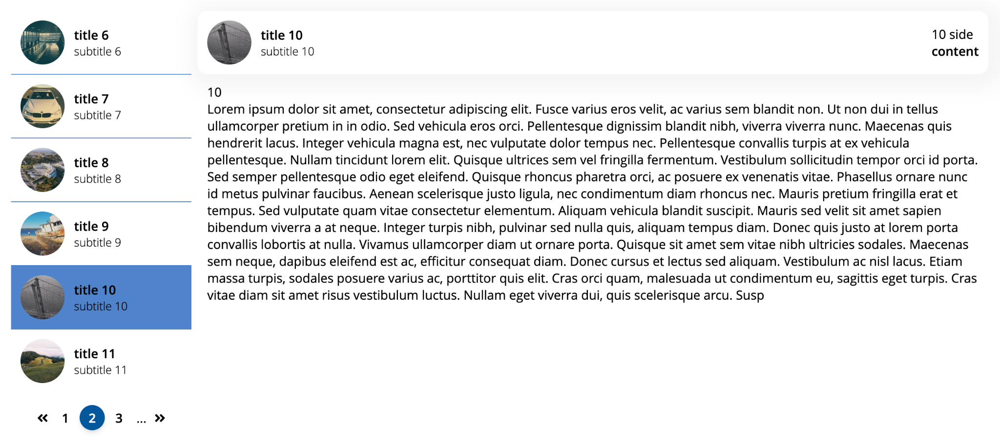 title 6
subtitle 6
title 7
subtitle 7
title 8
subtitle 8
title 9
subtitle 9
title 10
subtitle 10
title 11
subtitle 11
« 1 2 3 ... »
title 10
subtitle 10
10 side
content
10
Lorem ipsum dolor sit amet, consectetur adipiscing elit. Fusce varius eros velit, ac varius sem blandit non. Ut non dui in tellus
ullamcorper pretium in in odio. Sed vehicula eros orci. Pellentesque dignissim blandit nibh, viverra viverra nunc. Maecenas quis
hendrerit lacus. Integer vehicula magna est, nec vulputate dolor tempus nec. Pellentesque convallis turpis at ex vehicula
pellentesque. Nullam tincidunt lorem elit. Quisque ultrices sem vel fringilla fermentum. Vestibulum sollicitudin tempor orci id porta.
Sed semper pellentesque odio eget eleifend. Quisque rhoncus pharetra orci, ac posuere ex venenatis vitae. Phasellus ornare nunc
id metus pulvinar faucibus. Aenean scelerisque justo ligula, nec condimentum diam rhoncus nec. Mauris pretium fringilla erat et
tempus. Sed vulputate quam vitae consectetur elementum. Aliquam vehicula blandit suscipit. Mauris sed velit sit amet sapien
bibendum viverra a at neque. Integer turpis nibh, pulvinar sed nulla quis, aliquam tempus diam. Donec quis justo at lorem porta
convallis lobortis at nulla. Vivamus ullamcorper diam ut ornare porta. Quisque sit amet sem vitae nibh ultricies sodales. Maecenas
sem neque, dapibus eleifend est ac, efficitur consequat diam. Donec cursus et lectus sed aliquam. Vestibulum ac nisl lacus. Etiam
massa turpis, sodales posuere varius ac, porttitor quis elit. Cras orci quam, malesuada ut condimentum eu, sagittis eget turpis. Cras
vitae diam sit amet risus vestibulum luctus. Nullam eget viverra dui, quis scelerisque arcu. Susp